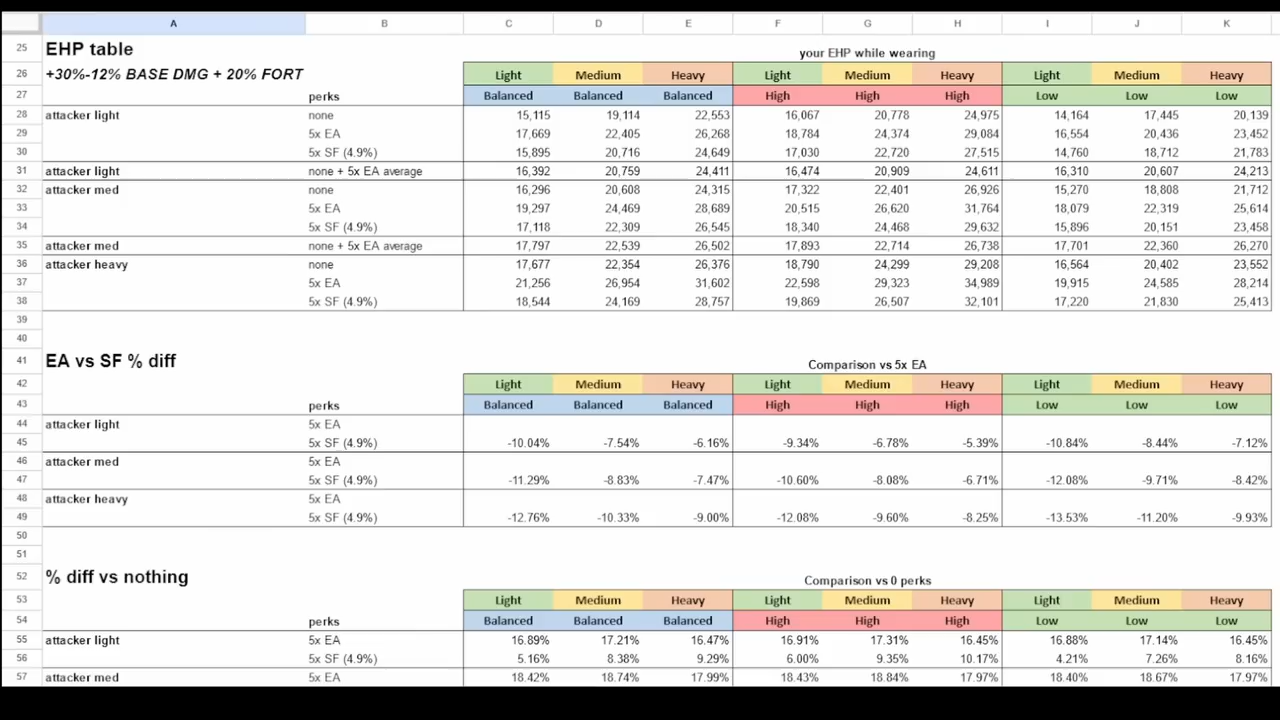 A B C D E F G H I J K
25 EHP table your EHP while wearing
26 +30%-12% BASE DMG + 20% FORT Light Medium Heavy Light Medium Heavy Light Medium Heavy
27 perks Balanced Balanced Balanced High High High Low Low Low
28 attacker light none 15,115 19,114 22,553 16,067 20,778 24,975 14,164 17,445 20,139
29 5x EA 17,669 22,405 26,268 18,784 24,374 29,084 16,554 20,436 23,452
30 5x SF (4.9%) 15,895 20,716 24,649 17,030 22,720 27,515 14,760 18,712 21,783
31 attacker light none + 5x EA average 16,392 20,759 24,411 16,474 20,909 24,611 16,310 20,607 24,213
32 attacker med none 16,296 20,608 24,315 17,322 22,401 26,926 15,270 18,808 21,712
33 5x EA 19,297 24,469 28,689 20,515 26,620 31,764 18,079 22,319 25,614
34 5x SF (4.9%) 17,118 22,309 26,545 18,340 24,468 29,632 15,896 20,151 23,458
35 attacker med none + 5x EA average 17,797 22,539 26,502 17,893 22,714 26,738 17,701 22,360 26,270
36 attacker heavy none 17,677 22,354 26,376 18,790 24,299 29,208 16,564 20,402 23,552
37 5x EA 21,256 26,954 31,602 22,598 29,323 34,989 19,915 24,585 28,214
38 5x SF (4.9%) 18,544 24,169 28,757 19,869 26,507 32,101 17,220 21,830 25,413
39
40
41 EA vs SF % diff Comparison vs 5x EA
42 Light Medium Heavy Light Medium Heavy Light Medium Heavy
43 perks Balanced Balanced Balanced High High High Low Low Low
44 attacker light 5x EA
45 5x SF (4.9%) -10.04% -7.54% -6.16% -9.34% -6.78% -5.39% -10.84% -8.44% -7.12%
46 attacker med 5x EA
47 5x SF (4.9%) -11.29% -8.83% -7.47% -10.60% -8.08% -6.71% -12.08% -9.71% -8.42%
48 attacker heavy 5x EA
49 5x SF (4.9%) -12.76% -10.33% -9.00% -12.08% -9.60% -8.25% -13.53% -11.20% -9.93%
50
51
52 % diff vs nothing Comparison vs 0 perks
53 Light Medium Heavy Light Medium Heavy Light Medium Heavy
54 perks Balanced Balanced Balanced High High High Low Low Low
55 attacker light 5x EA 16.89% 17.21% 16.47% 16.91% 17.31% 16.45% 16.88% 17.14% 16.45%
56 5x SF (4.9%) 5.16% 8.38% 9.29% 6.00% 9.35% 10.17% 4.21% 7.26% 8.16%
57 attacker med 5x EA 18.42% 18.74% 17.99% 18.43% 18.84% 17.97% 18.40% 18.67% 17.97%